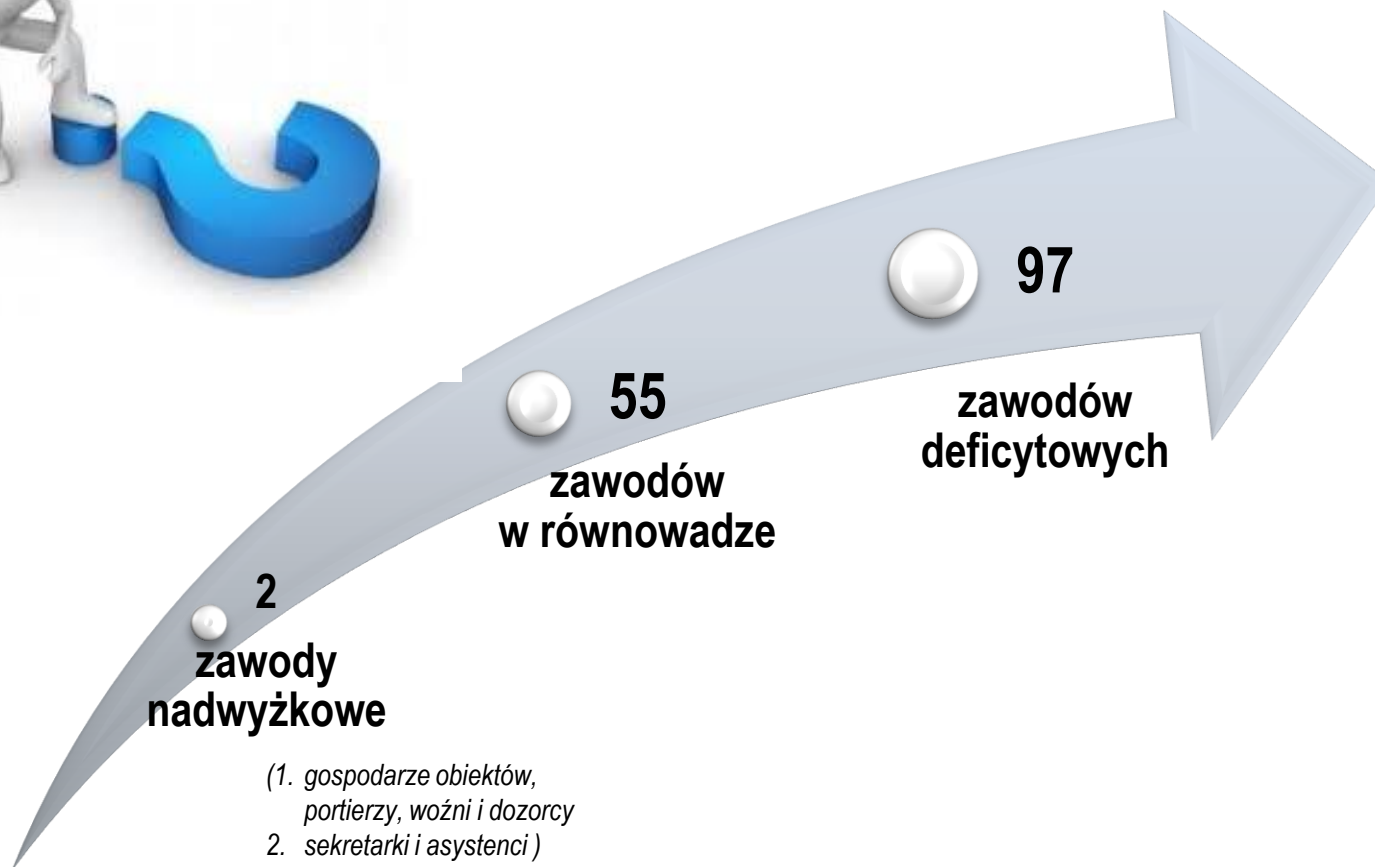 97
zawodów
deficytowych
55
zawodów
w równowadze
2
zawody
nadwyżkowe
(1. gospodarze obiektów,
portierzy, woźni i dozorcy
2. sekretarki i asystenci )